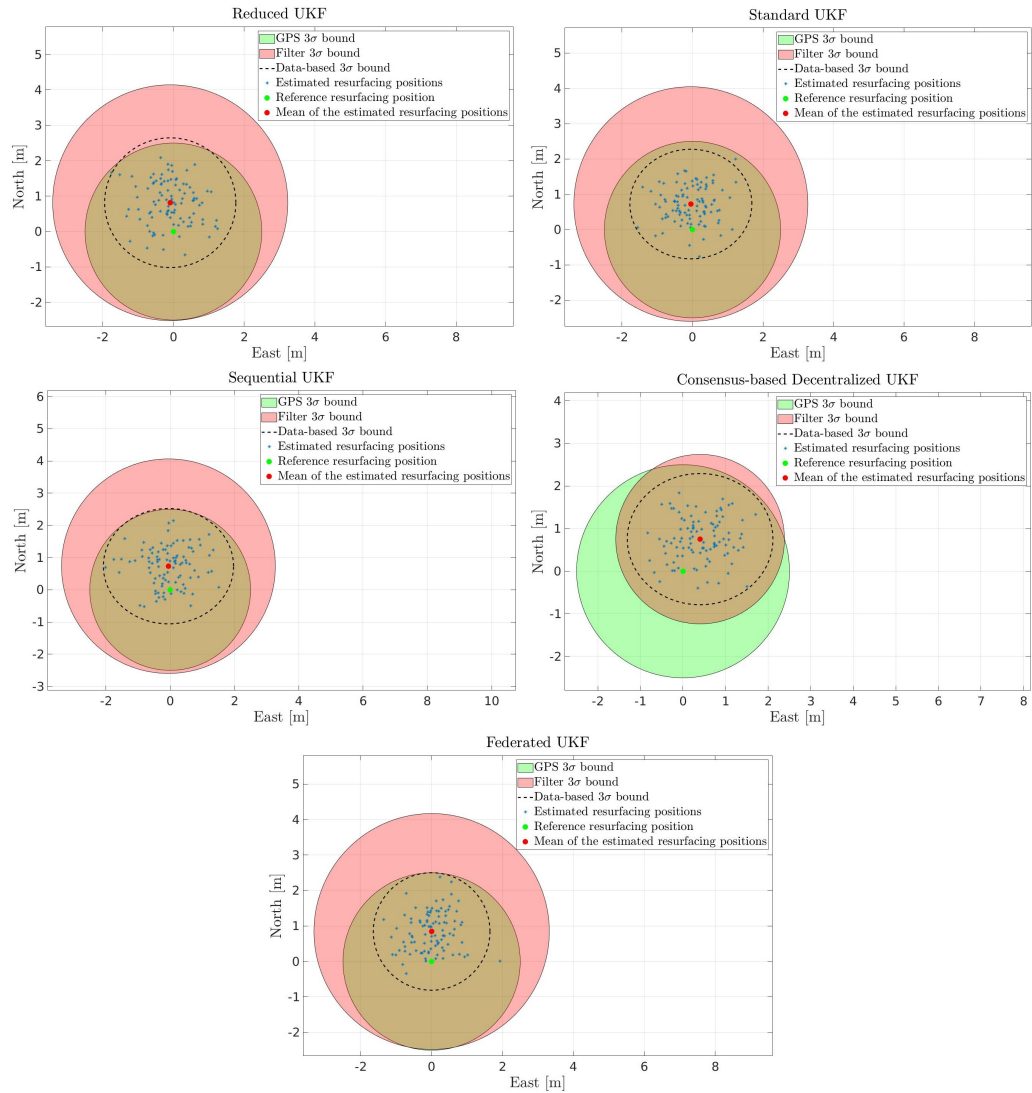 Reduced UKF
GPS 3σ bound
Filter 3σ bound
Data-based 3σ bound
Estimated resurfacing positions
Reference resurfacing position
Mean of the estimated resurfacing positions
North [m]
5
4
3
2
1
0
-1
-2
-2
0
2
4
6
8
East [m]
Standard UKF
GPS 3σ bound
Filter 3σ bound
Data-based 3σ bound
Estimated resurfacing positions
Reference resurfacing position
Mean of the estimated resurfacing positions
North [m]
5
4
3
2
1
0
-1
-2
-2
0
2
4
6
8
East [m]
Sequential UKF
GPS 3σ bound
Filter 3σ bound
Data-based 3σ bound
Estimated resurfacing positions
Reference resurfacing position
Mean of the estimated resurfacing positions
North [m]
6
5
4
3
2
1
0
-1
-2
-3
-2
0
2
4
6
8
10
East [m]
Consensus-based Decentralized UKF
GPS 3σ bound
Filter 3σ bound
Data-based 3σ bound
Estimated resurfacing positions
Reference resurfacing position
Mean of the estimated resurfacing positions
North [m]
4
3
2
1
0
-1
-2
-2
-1
0
1
2
3
4
5
6
7
8
East [m]
Federated UKF
GPS 3σ bound
Filter 3σ bound
Data-based 3σ bound
Estimated resurfacing positions
Reference resurfacing position
Mean of the estimated resurfacing positions
North [m]
5
4
3
2
1
0
-1
-2
-2
0
2
4
6
8
East [m]